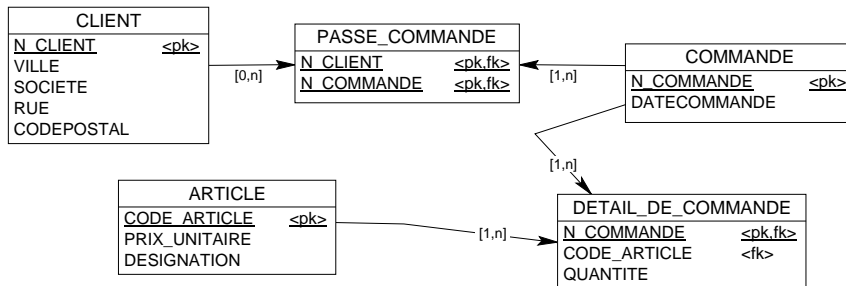 CLIENT
N_CLIENT <pk>
VILLE
SOCIETE
RUE
CODEPOSTAL
[0,n]
PASSE_COMMANDE
N_CLIENT <pk,fk>
N_COMMANDE <pk,fk>
[1,n]
COMMANDE
N_COMMANDE <pk>
DATECOMMANDE
[1,n]
ARTICLE
CODE_ARTICLE <pk>
PRIX_UNITAIRE
DESIGNATION
[1,n]
DETAIL_DE_COMMANDE
N_COMMANDE <pk,fk>
CODE_ARTICLE <fk>
QUANTITE